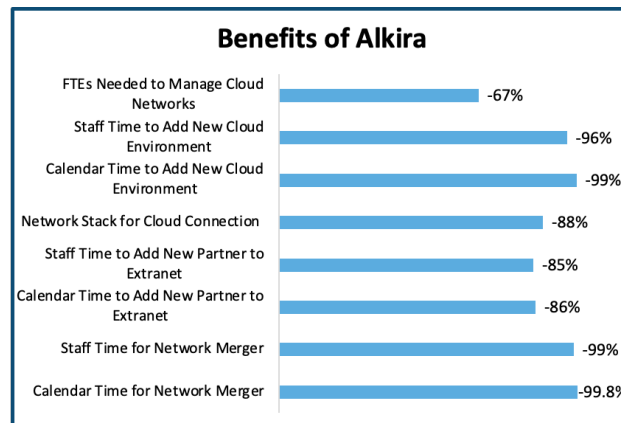 Benefits of Alkira
FTEs Needed to Manage Cloud
Networks
-67%
Staff Time to Add New Cloud
Environment
-96%
Calendar Time to Add New Cloud
Environment
-99%
Network Stack for Cloud Connection
-88%
Staff Time to Add New Partner to
Extranet
-85%
Calendar Time to Add New Partner to
Extranet
-86%
Staff Time for Network Merger
-99%
Calendar Time for Network Merger
-99.8%